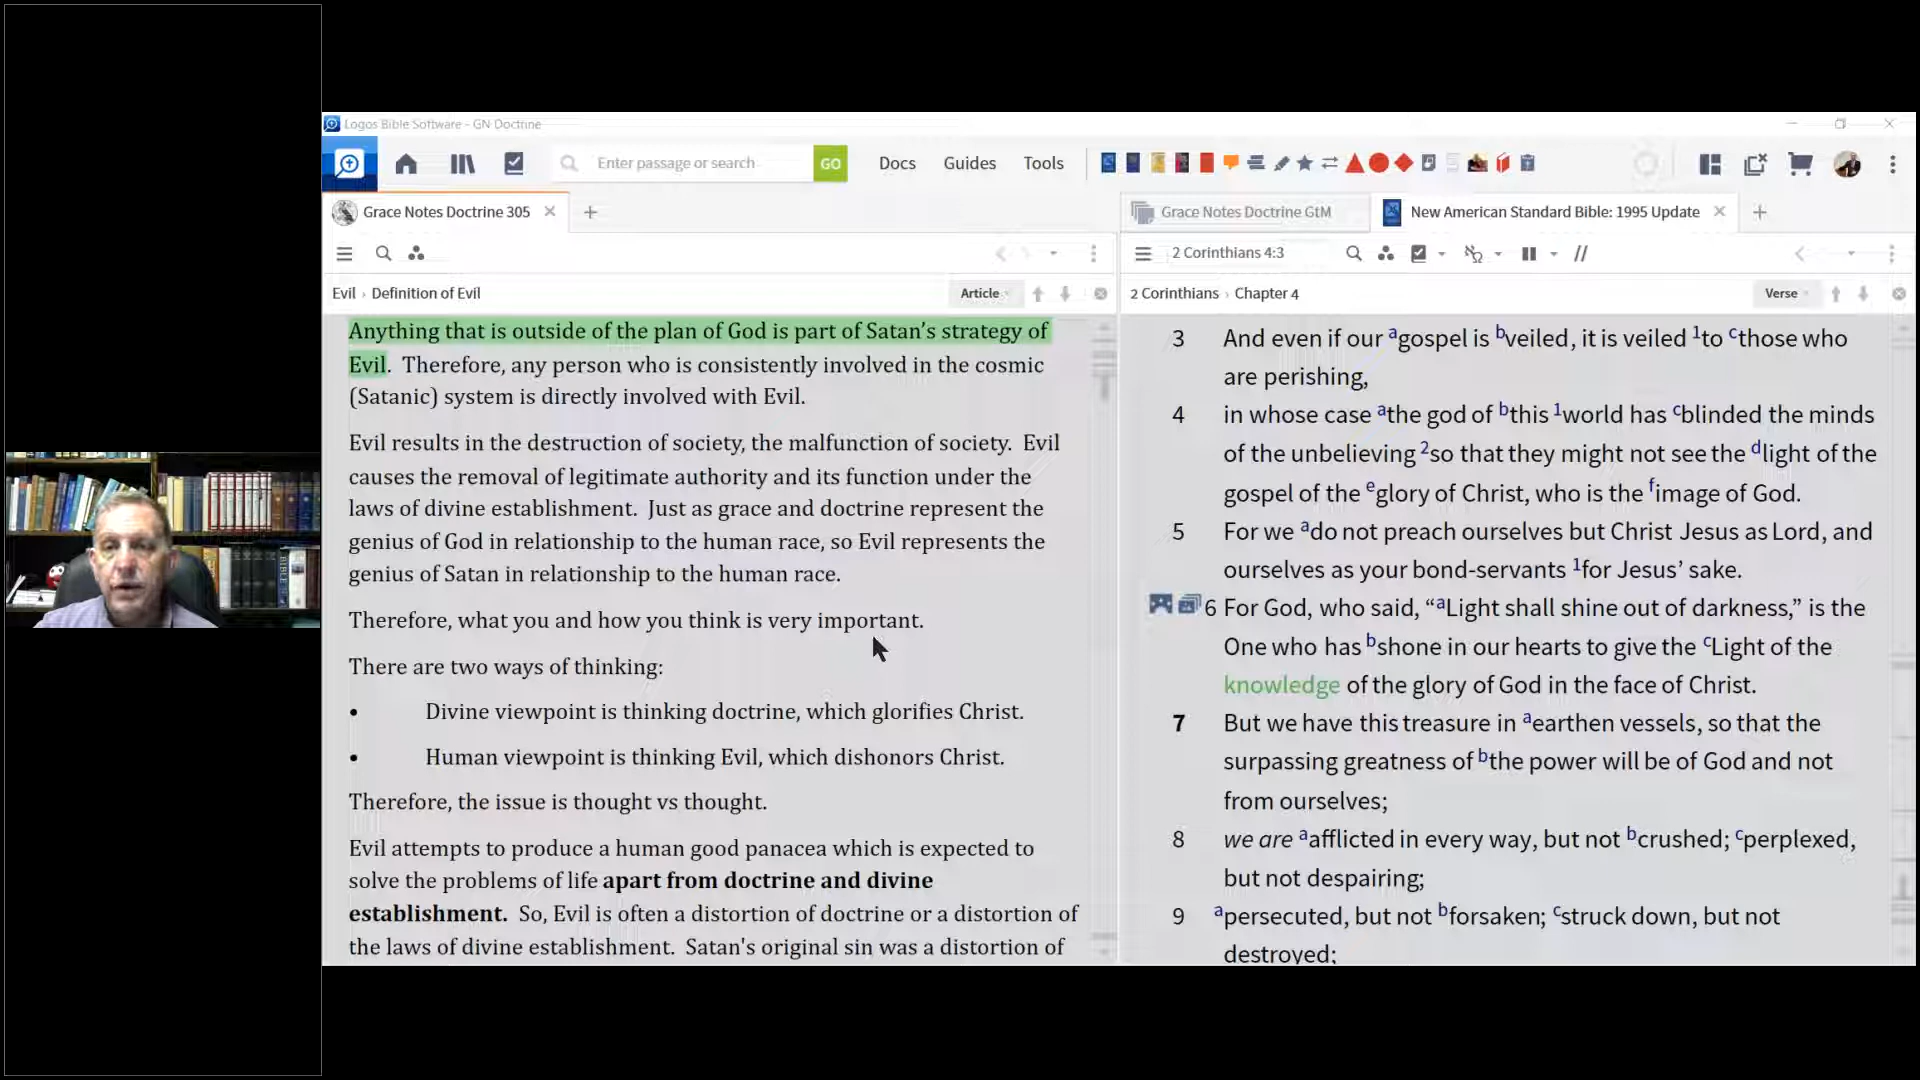 Logos Bible Software - GN Doctrine
Enter passage or search GO Docs Guides Tools
Grace Notes Doctrine 305
Grace Notes Doctrine GtM New American Standard Bible: 1995 Update
2 Corinthians 4:3
Evil › Definition of Evil Article
Anything that is outside of the plan of God is part of Satan's strategy of
Evil. Therefore, any person who is consistently involved in the cosmic
(Satanic) system is directly involved with Evil.
Evil results in the destruction of society, the malfunction of society. Evil
causes the removal of legitimate authority and its function under the
laws of divine establishment. Just as grace and doctrine represent the
genius of God in relationship to the human race, so Evil represents the
genius of Satan in relationship to the human race.
Therefore, what you and how you think is very important.
There are two ways of thinking:
• Divine viewpoint is thinking doctrine, which glorifies Christ.
• Human viewpoint is thinking Evil, which dishonors Christ.
Therefore, the issue is thought vs thought.
Evil attempts to produce a human good panacea which is expected to
solve the problems of life apart from doctrine and divine
establishment. So, Evil is often a distortion of doctrine or a distortion of
the laws of divine establishment. Satan's original sin was a distortion of
2 Corinthians › Chapter 4 Verse
3 And even if our agospel is bveiled, it is veiled 1to cthose who
are perishing,
4 in whose case athe god of bthis 1world has cblinded the minds
of the unbelieving 2so that they might not see the dlight of the
gospel of the eglory of Christ, who is the fimage of God.
5 For we ado not preach ourselves but Christ Jesus as Lord, and
ourselves as your bond-servants 1for Jesus' sake.
6 For God, who said, “aLight shall shine out of darkness,” is the
One who has bshone in our hearts to give the cLight of the
knowledge of the glory of God in the face of Christ.
7 But we have this treasure in aearthen vessels, so that the
surpassing greatness of bthe power will be of God and not
from ourselves;
8 we are aafflicted in every way, but not bcrushed; cperplexed,
but not despairing;
9 apersecuted, but not bforsaken; cstruck down, but not
destroyed;